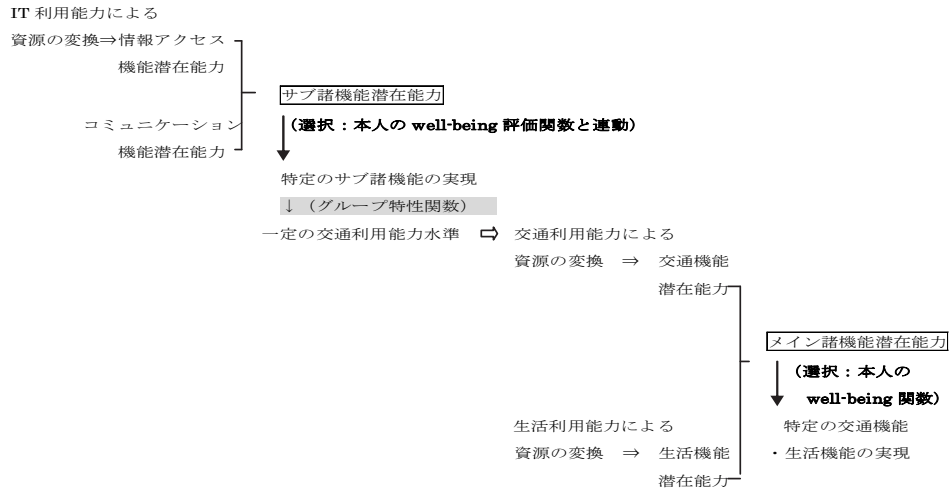 IT 利用能力による
資源の変換⇒情報アクセス
機能潜在能力
コミュニケーション
機能潜在能力
サブ諸機能潜在能力
(選択：本人の well-being 評価関数と連動)
特定のサブ諸機能の実現
↓（グループ特性関数）
一定の交通利用能力水準 ⇨ 交通利用能力による
資源の変換 ⇒ 交通機能
潜在能力
メイン諸機能潜在能力
(選択：本人の
well-being 関数)
生活利用能力による
資源の変換 ⇒ 生活機能
潜在能力
特定の交通機能
・生活機能の実現